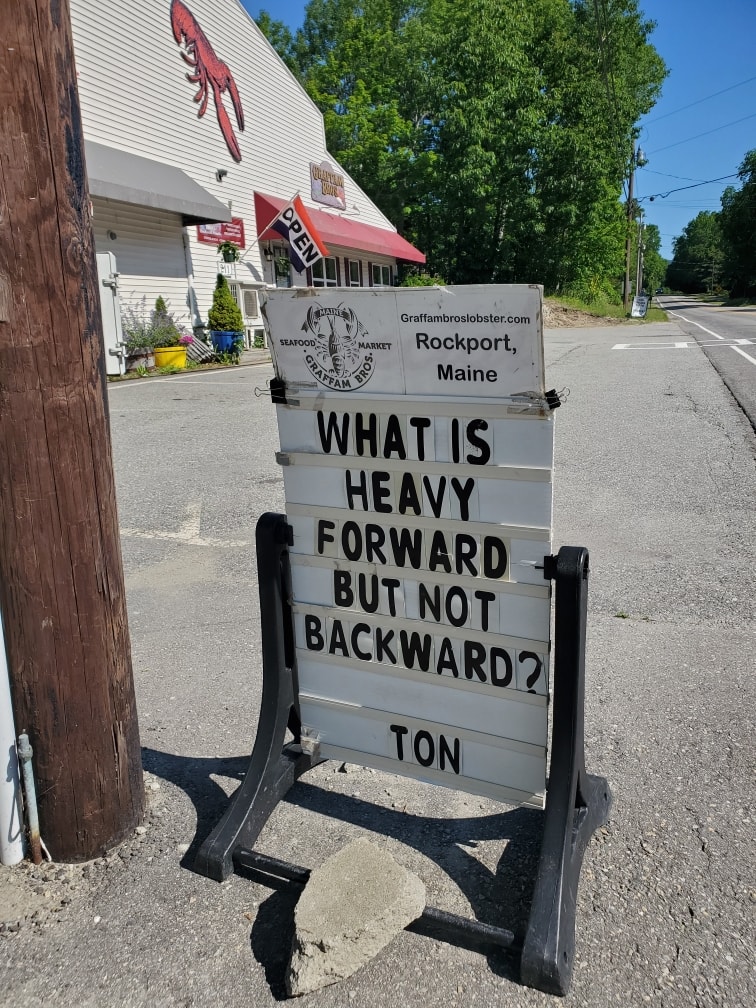 OPEN
MAINE
SEAFOOD MARKET
GRAFFAM BROS.
Graffambroslobster.com
Rockport,
Maine
WHAT IS
HEAVY
FORWARD
BUT NOT
BACKWARD?
TON